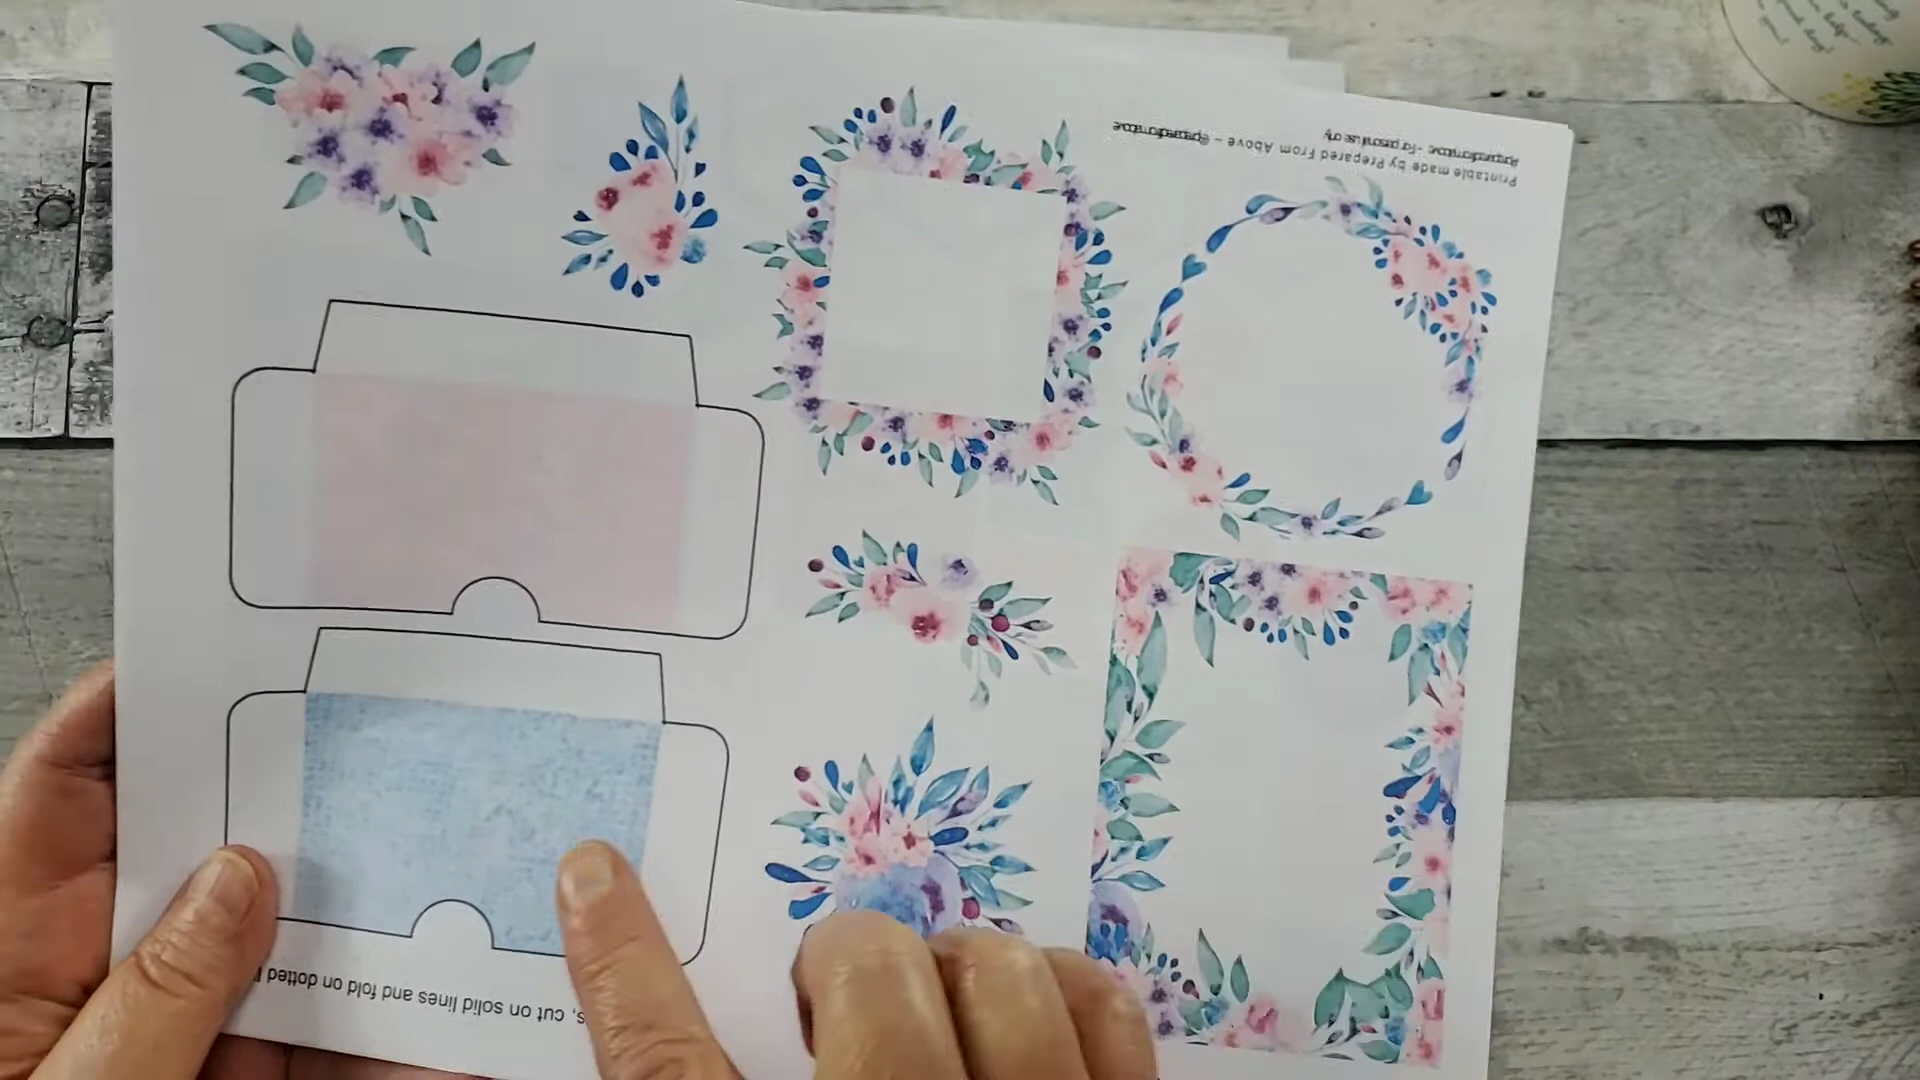 Printable made by Prepared From Above - @preparedfromabove
@preparedfromabove - For personal use only
s, cut on solid lines and fold on dotted